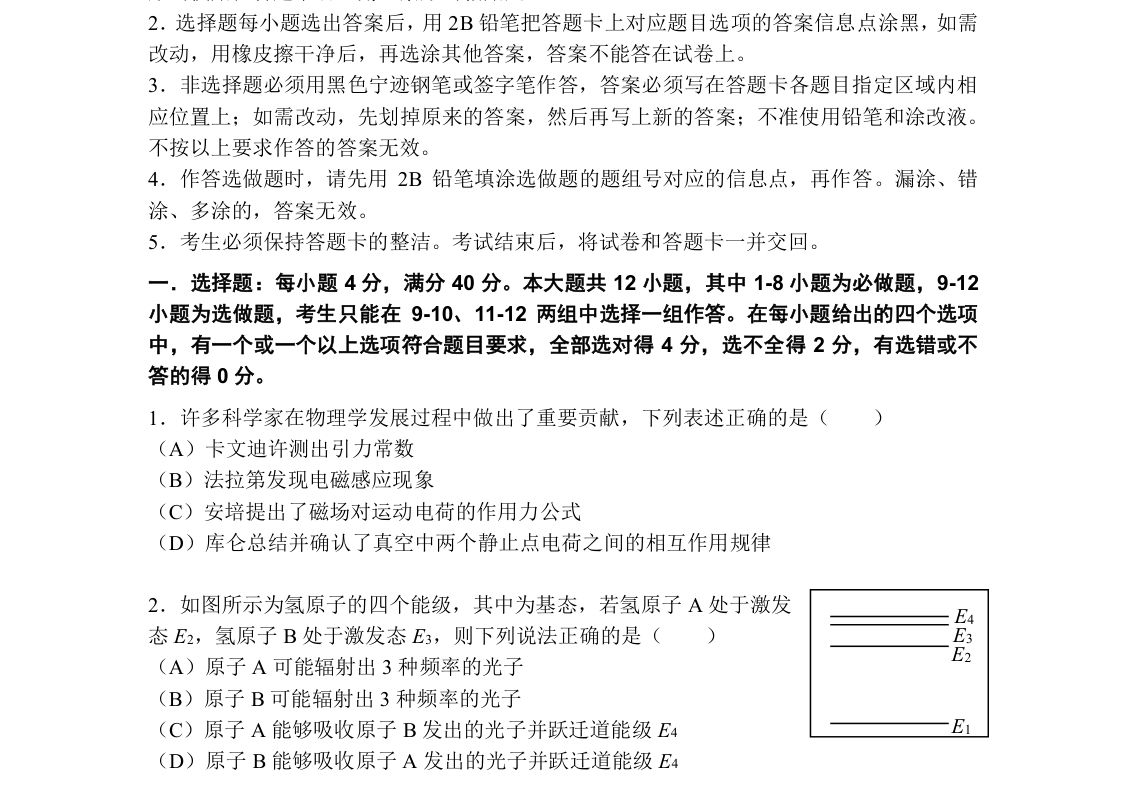 2．选择题每小题选出答案后，用 2B 铅笔把答题卡上对应题目选项的答案信息点涂黑，如需
改动，用橡皮擦干净后，再选涂其他答案，答案不能答在试卷上。
3．非选择题必须用黑色宁迹钢笔或签字笔作答，答案必须写在答题卡各题目指定区域内相
应位置上；如需改动，先划掉原来的答案，然后再写上新的答案；不准使用铅笔和涂改液。
不按以上要求作答的答案无效。
4．作答选做题时，请先用 2B 铅笔填涂选做题的题组号对应的信息点，再作答。漏涂、错
涂、多涂的，答案无效。
5．考生必须保持答题卡的整洁。考试结束后，将试卷和答题卡一并交回。
一．选择题：每小题 4 分，满分 40 分。本大题共 12 小题，其中 1-8 小题为必做题，9-12
小题为选做题，考生只能在 9-10、11-12 两组中选择一组作答。在每小题给出的四个选项
中，有一个或一个以上选项符合题目要求，全部选对得 4 分，选不全得 2 分，有选错或不
答的得 0 分。
1．许多科学家在物理学发展过程中做出了重要贡献，下列表述正确的是（　　）
（A）卡文迪许测出引力常数
（B）法拉第发现电磁感应现象
（C）安培提出了磁场对运动电荷的作用力公式
（D）库仑总结并确认了真空中两个静止点电荷之间的相互作用规律
2．如图所示为氢原子的四个能级，其中为基态，若氢原子 A 处于激发
态 E2，氢原子 B 处于激发态 E3，则下列说法正确的是（　　）
（A）原子 A 可能辐射出 3 种频率的光子
（B）原子 B 可能辐射出 3 种频率的光子
（C）原子 A 能够吸收原子 B 发出的光子并跃迁道能级 E4
（D）原子 B 能够吸收原子 A 发出的光子并跃迁道能级 E4
E4
E3
E2
E1